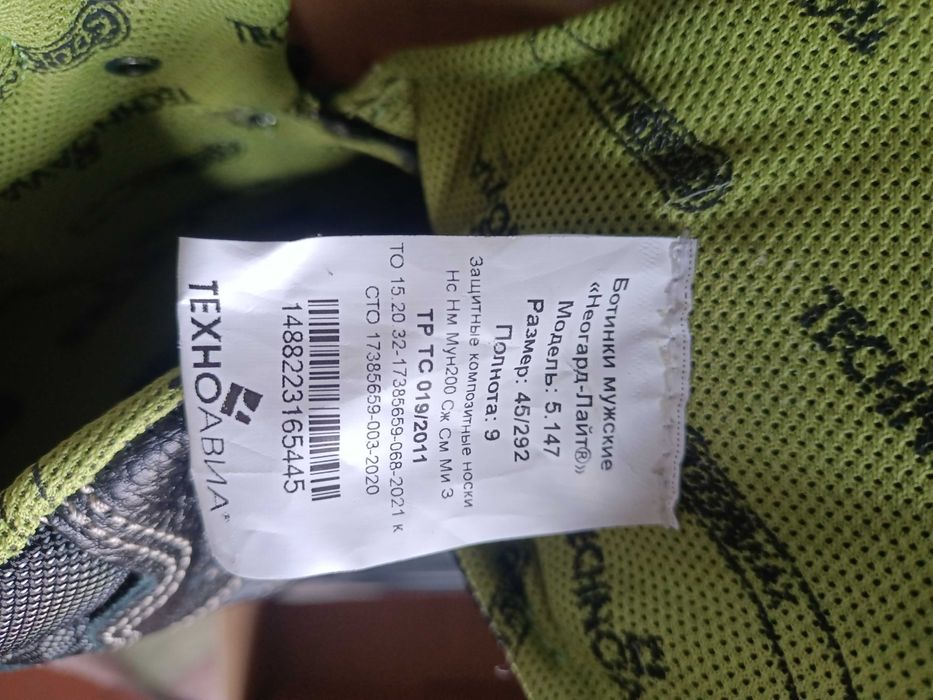 Ботинки мужские
«Неогард-Лайт®»
Модель: 5.147
Размер: 45/292
Полнота: 9
Защитные композитные носки
Нс Нм Мун200 Сж См Ми З
ТР ТС 019/2011
ТО 15.20 32-17385659-068-2021 к
СТО 17385659-003-2020
1488223165445
ТЕХНОАВИА®